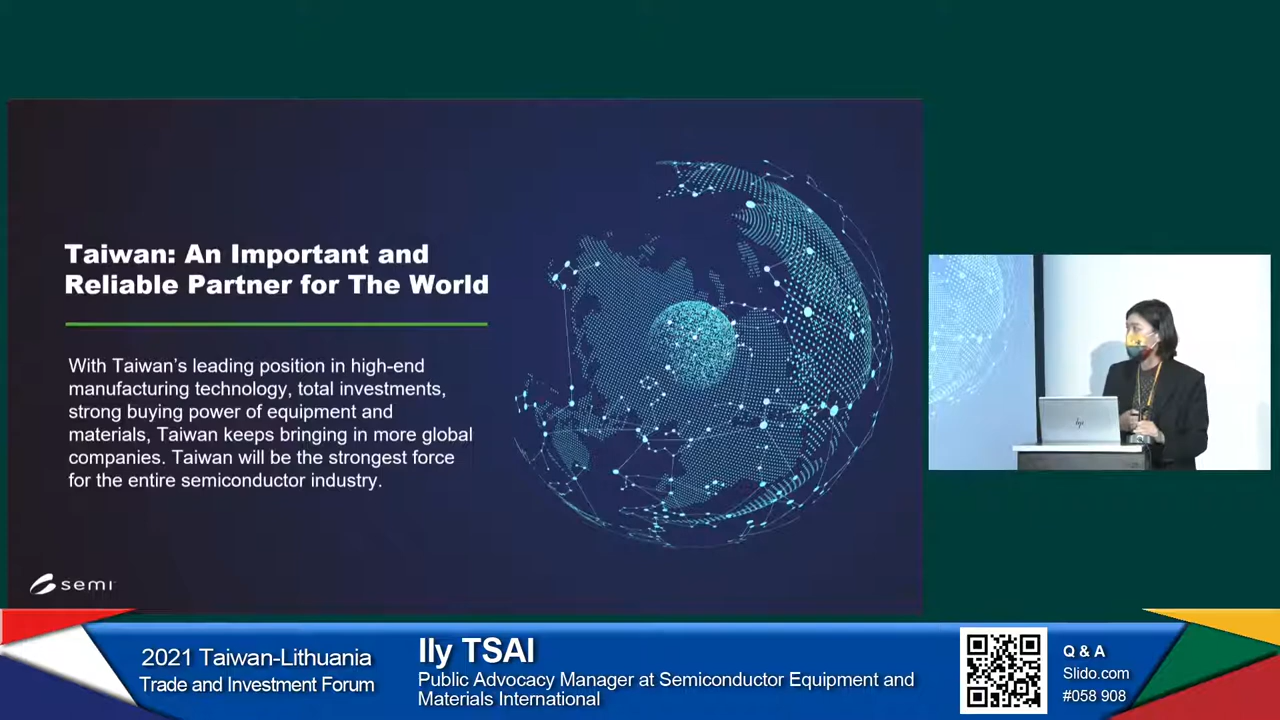 Taiwan: An Important and
Reliable Partner for The World
With Taiwan's leading position in high-end
manufacturing technology, total investments,
strong buying power of equipment and
materials, Taiwan keeps bringing in more global
companies. Taiwan will be the strongest force
for the entire semiconductor industry.
semi
hp
2021 Taiwan-Lithuania
Trade and Investment Forum
Ily TSAI
Public Advocacy Manager at Semiconductor Equipment and
Materials International
Q & A
Slido.com
#058 908